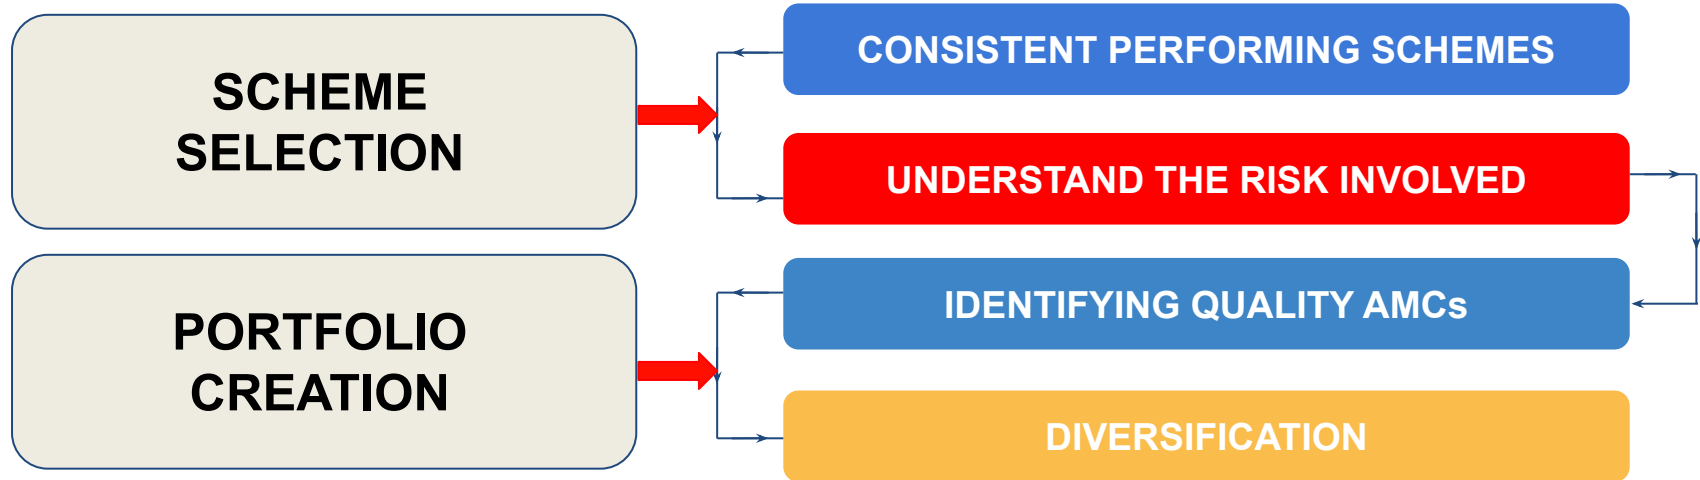 SCHEME
SELECTION
CONSISTENT PERFORMING SCHEMES
UNDERSTAND THE RISK INVOLVED
PORTFOLIO
CREATION
IDENTIFYING QUALITY AMCs
DIVERSIFICATION